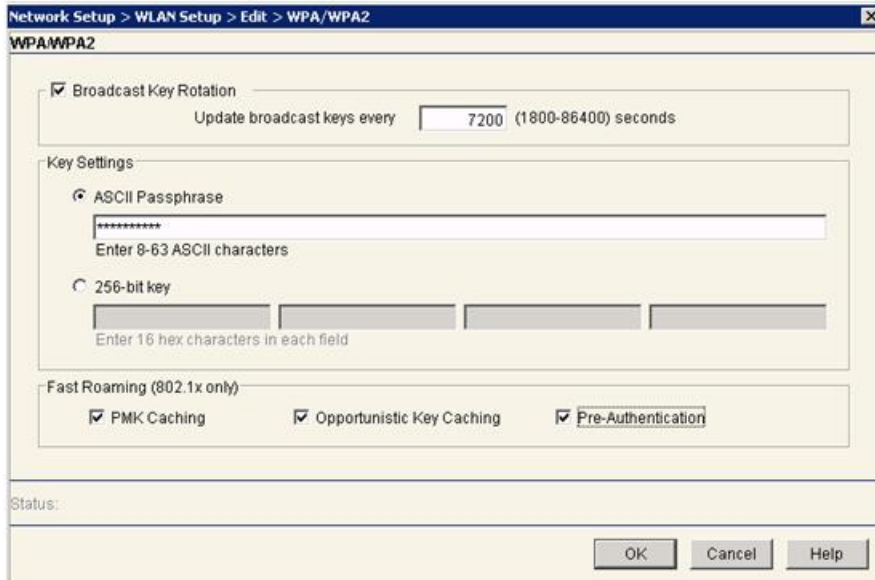 Network Setup > WLAN Setup > Edit > WPA/WPA2
WPA/WPA2
Broadcast Key Rotation
Update broadcast keys every 7200 (1800-86400) seconds
Key Settings
ASCII Passphrase
**********
Enter 8-63 ASCII characters
256-bit key
Enter 16 hex characters in each field
Fast Roaming (802.1x only)
PMK Caching Opportunistic Key Caching Pre-Authentication
Status:
OK Cancel Help